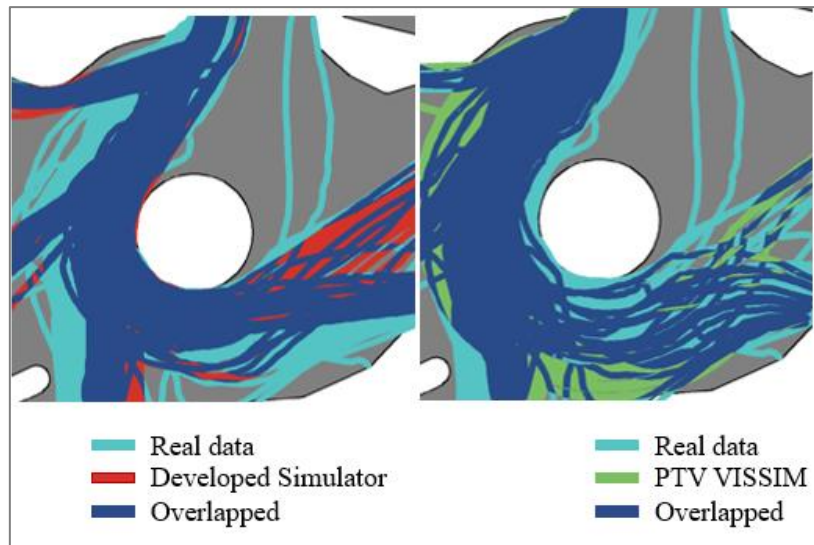 Real data
Developed Simulator
Overlapped
Real data
PTV VISSIM
Overlapped